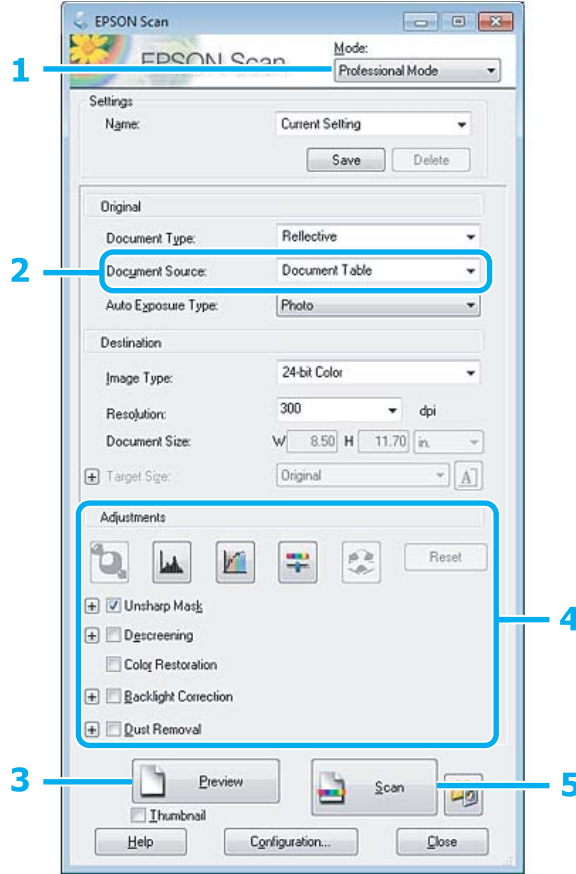 EPSON Scan
EPSON Scan
Mode:
1
Professional Mode
Settings
Name: Current Setting
Save Delete
Original
Document Type: Reflective
2 Document Source: Document Table
Auto Exposure Type: Photo
Destination
Image Type: 24-bit Color
Resolution: 300 dpi
Document Size: W 8.50 H 11.70 in.
Target Size: Original A
Adjustments
Reset
Unsharp Mask
4
Descreening
Color Restoration
Backlight Correction
Dust Removal
3 Preview Scan 5
Thumbnail
Help Configuration... Close